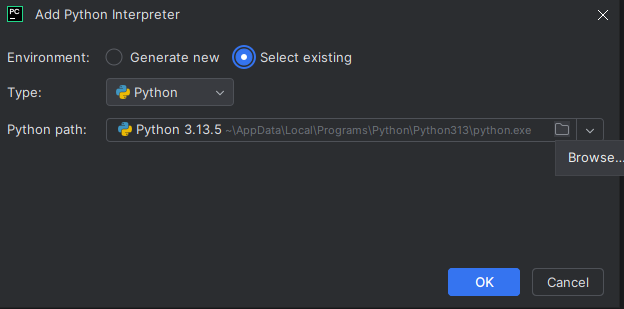 PC Add Python Interpreter
Environment: Generate new Select existing
Type: Python
Python path: Python 3.13.5 ~\AppData\Local\Programs\Python\Python313\python.exe
Browse...
OK Cancel